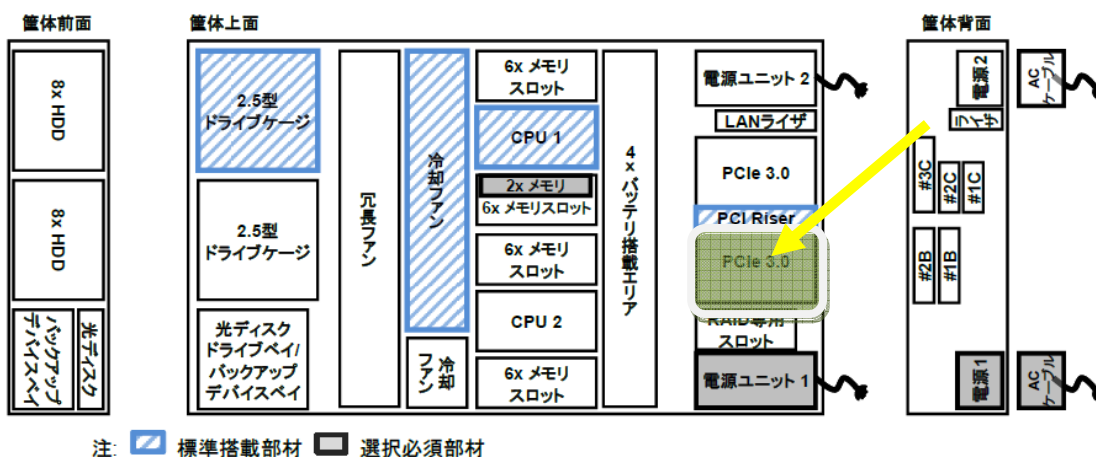 筐体前面
筐体上面
筐体背面
8x HDD
8x HDD
バックアップ
デバイスベイ
光ディスク
2.5型
ドライブケージ
2.5型
ドライブケージ
光ディスク
ドライブベイ/
バックアップ
デバイスベイ
冗長ファン
冷却ファン
冷却
ファン
6x メモリ
スロット
CPU 1
2x メモリ
6x メモリスロット
6x メモリ
スロット
CPU 2
6x メモリ
スロット
4xバッテリ搭載エリア
電源ユニット 2
LANライザ
PCIe 3.0
PCI Riser
PCIe 3.0
RAID専用
スロット
電源ユニット 1
電源2
ライザ
#3C
#2C
#1C
#2B
#1B
電源1
AC
ケーブル
AC
ケーブル
注: 標準搭載部材 選択必須部材